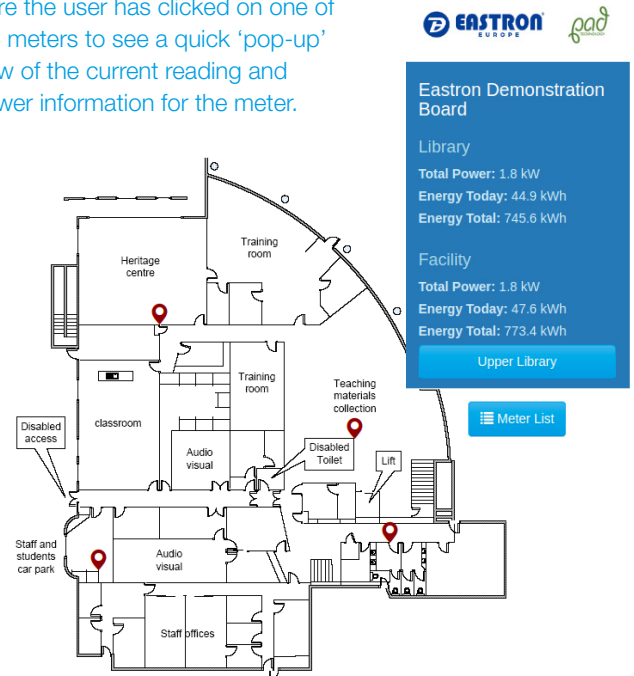 re the user has clicked on one of
meters to see a quick ‘pop-up’
w of the current reading and
wer information for the meter.
EASTRON
EUROPE
pad
TECHNOLOGY
Eastron Demonstration
Board
Library
Total Power: 1.8 kW
Energy Today: 44.9 kWh
Energy Total: 745.6 kWh
Facility
Total Power: 1.8 kW
Energy Today: 47.6 kWh
Energy Total: 773.4 kWh
Upper Library
Meter List
Heritage
centre
Training
room
classroom
Training
room
Teaching
materials
collection
Disabled
access
Audio
visual
Disabled
Toilet
Lift
Staff and
students
car park
Audio
visual
Staff offices